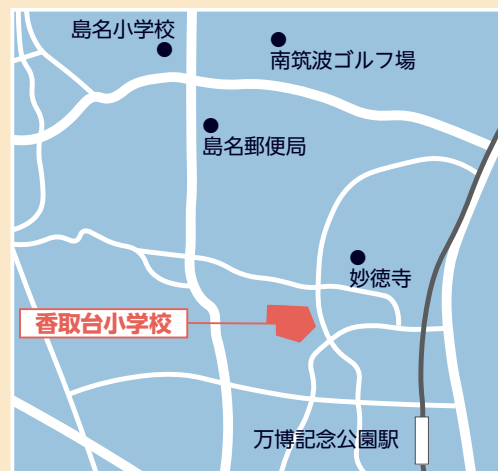 島名小学校
南筑波ゴルフ場
島名郵便局
妙徳寺
香取台小学校
万博記念公園駅